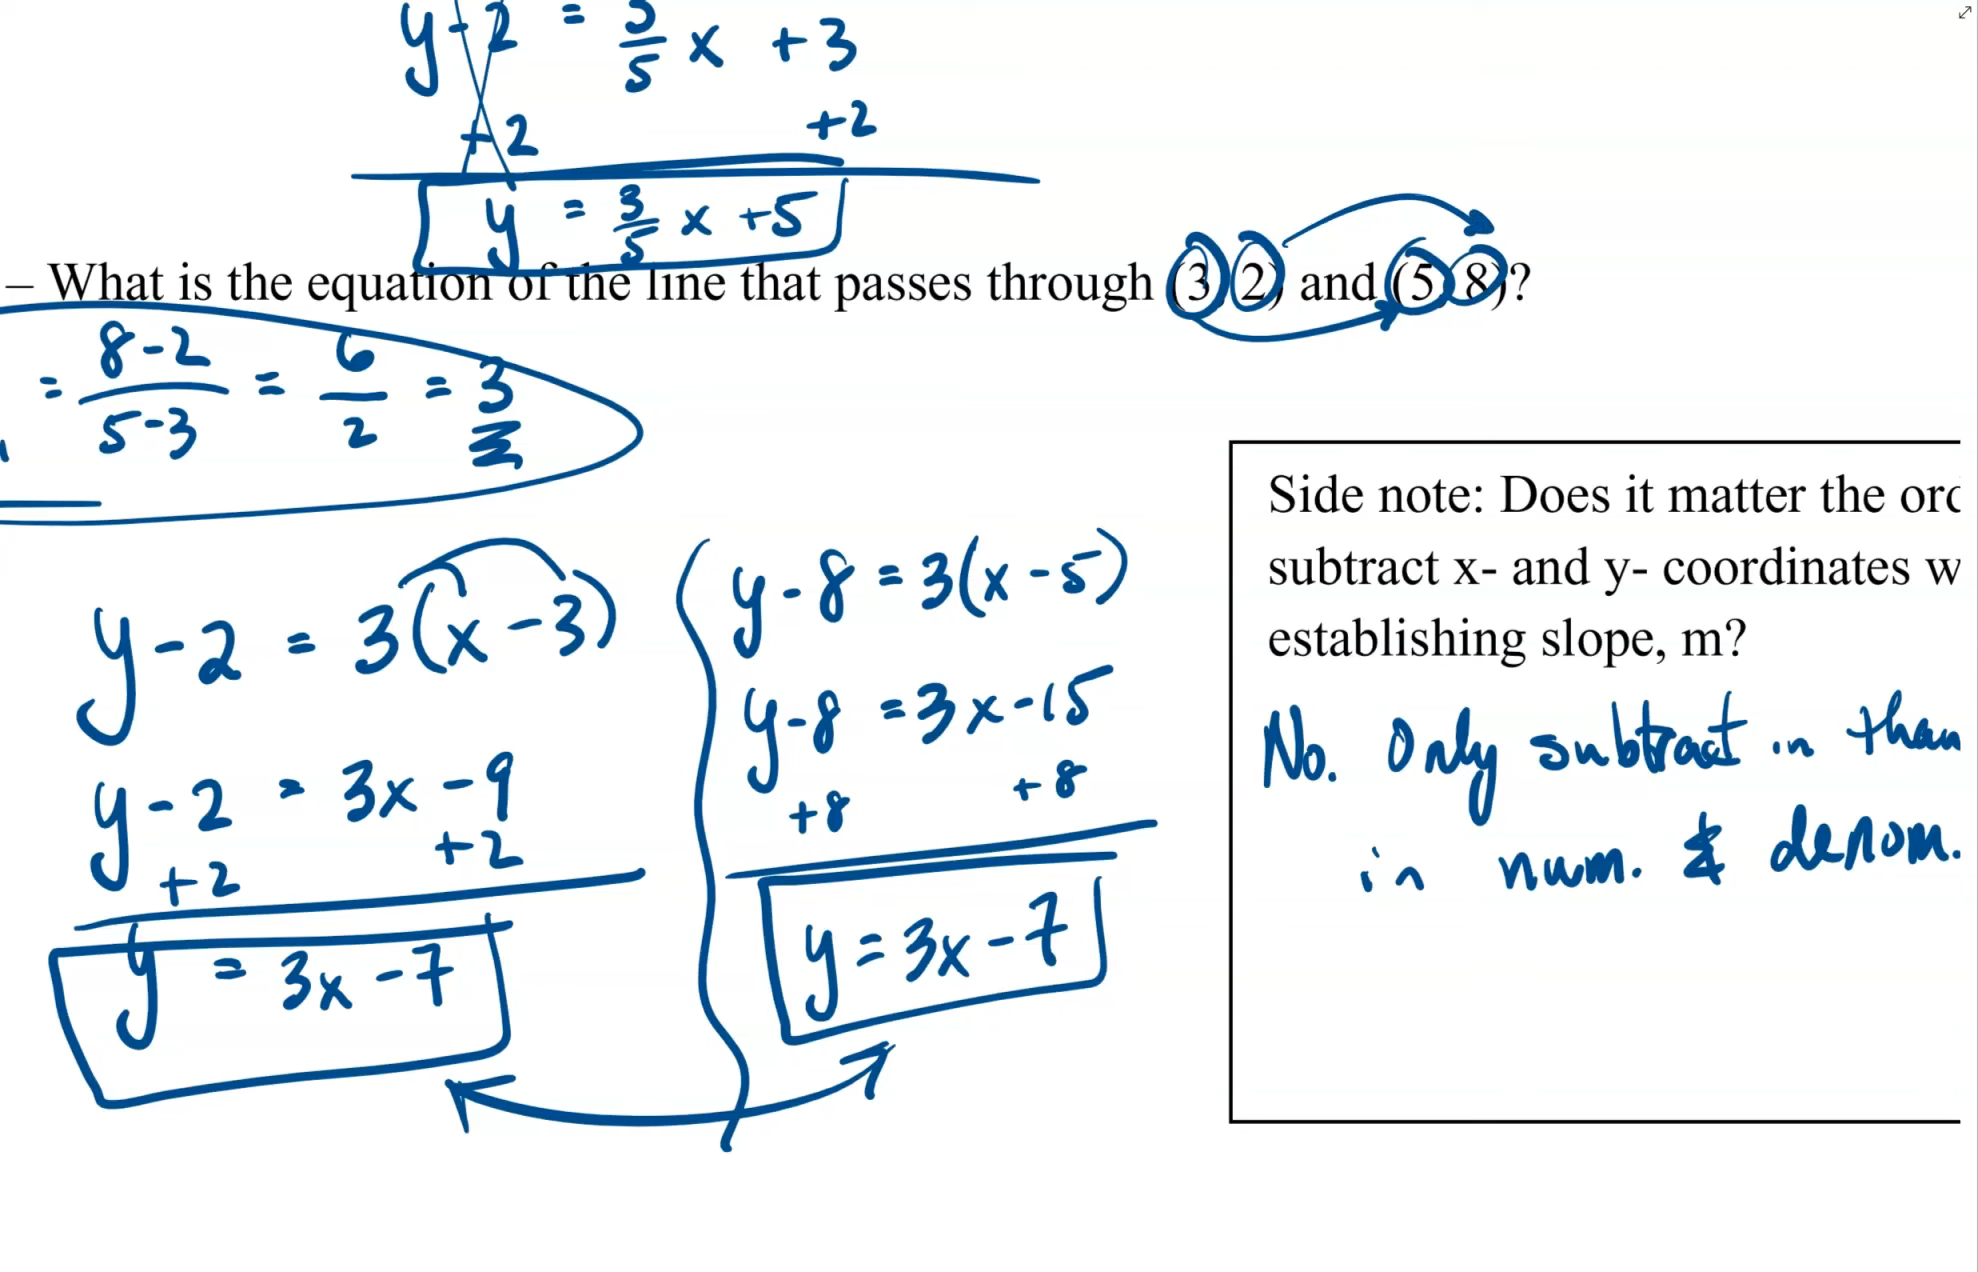 y - 2 = 3/5 x + 3
+2 +2
y = 3/5 x + 5
– What is the equation of the line that passes through (3, 2) and (5, 8)?
= 8-2/5-3 = 6/2 = 3
y - 2 = 3(x - 3)
y - 2 = 3x - 9
+2 +2
y = 3x - 7
y - 8 = 3(x - 5)
y - 8 = 3x - 15
+8 +8
y = 3x - 7
Side note: Does it matter the
subtract x- and y- coordinates
establishing slope, m?
No. Only subtract in than
in num. & denom.